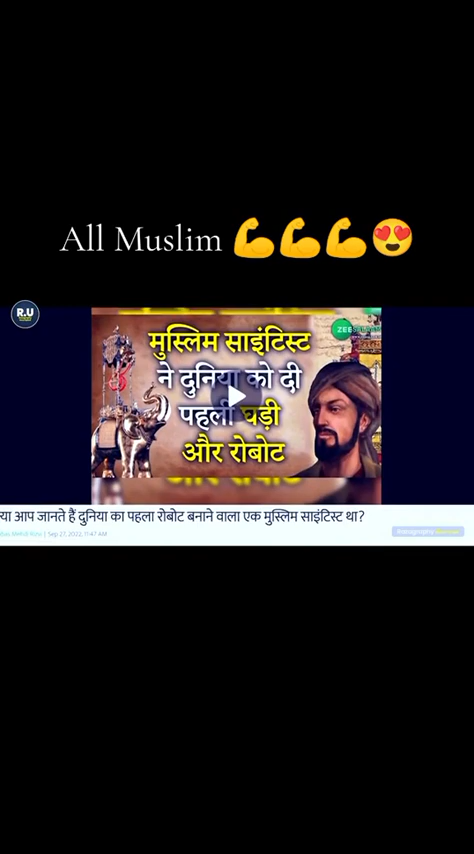 All Muslim 💪💪💪😍
R.U
ZEE
मुस्लिम साइंटिस्ट
ने दुनिया को दी
पहली घड़ी
और रोबोट
या आप जानते हैं दुनिया का पहला रोबोट बनाने वाला एक मुस्लिम साइंटिस्ट था?
| Sep 27, 2022, 11:47 AM